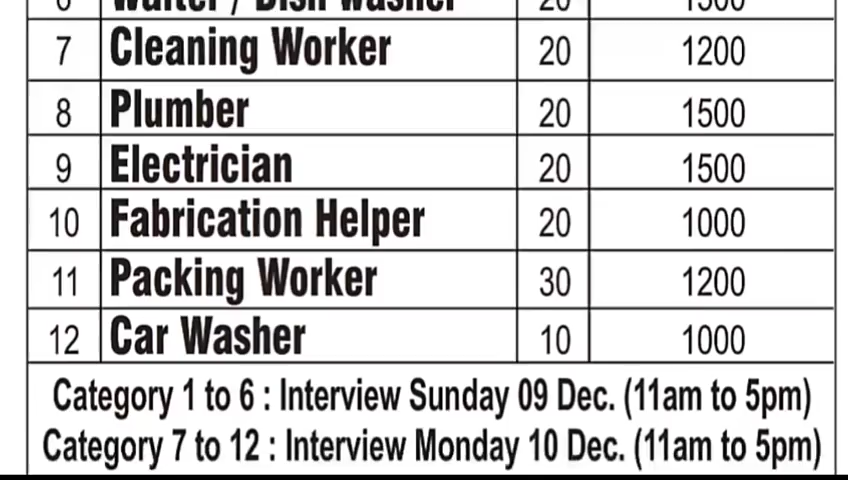 6 Waiter / Dish Washer 20 1300
7 Cleaning Worker 20 1200
8 Plumber 20 1500
9 Electrician 20 1500
10 Fabrication Helper 20 1000
11 Packing Worker 30 1200
12 Car Washer 10 1000
Category 1 to 6 : Interview Sunday 09 Dec. (11am to 5pm)
Category 7 to 12 : Interview Monday 10 Dec. (11am to 5pm)